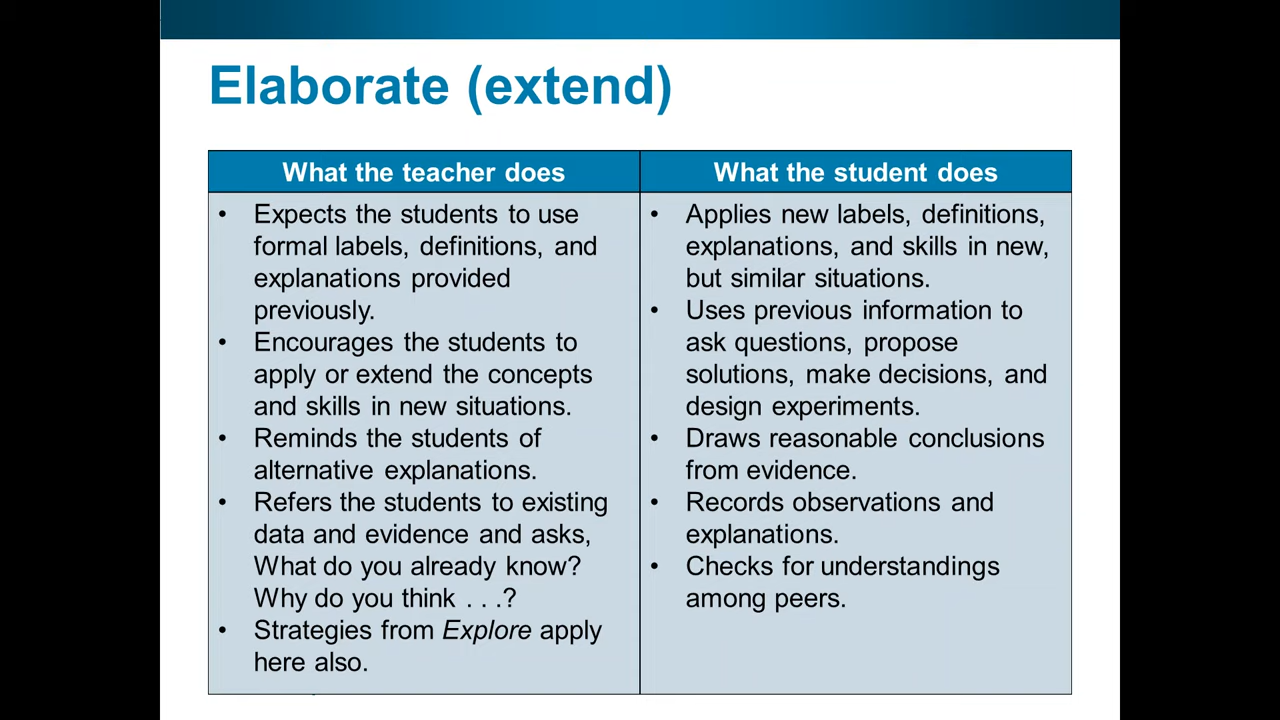 Elaborate (extend)
What the teacher does
• Expects the students to use
formal labels, definitions, and
explanations provided
previously.
• Encourages the students to
apply or extend the concepts
and skills in new situations.
• Reminds the students of
alternative explanations.
• Refers the students to existing
data and evidence and asks,
What do you already know?
Why do you think . . .?
• Strategies from Explore apply
here also.
What the student does
• Applies new labels, definitions,
explanations, and skills in new,
but similar situations.
• Uses previous information to
ask questions, propose
solutions, make decisions, and
design experiments.
• Draws reasonable conclusions
from evidence.
• Records observations and
explanations.
• Checks for understandings
among peers.